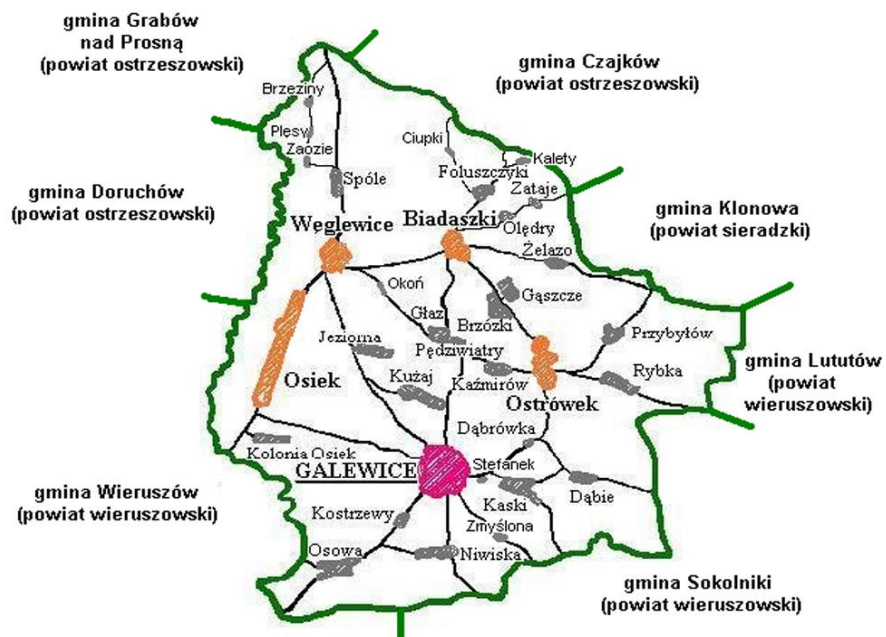 gmina Grabów
nad Prosną
(powiat ostrzeszowski)
gmina Czajków
(powiat ostrzeszowski)
Brzeziny
Plesy
Zaozie
Ciupki
Kalety
Foluszczyki
Zataje
Spóle
gmina Doruchów
(powiat ostrzeszowski)
gmina Klonowa
(powiat sieradzki)
Węglewice
Biadaszki
Olędry
Żelazo
Okoń
Gąszcze
Głaz
Brzózki
Przybyłów
Jeziorna
Pędziwiatry
gmina Lututów
(powiat
wieruszowski)
Osiek
Kużaj
Kaźmirów
Rybka
Ostrówek
Dąbrówka
Kolonia Osiek
GALEWICE
Stefanek
gmina Wieruszów
(powiat wieruszowski)
Kaski
Dąbie
Kostrzewy
Zmyślona
Osowa
Niwiska
gmina Sokolniki
(powiat wieruszowski)